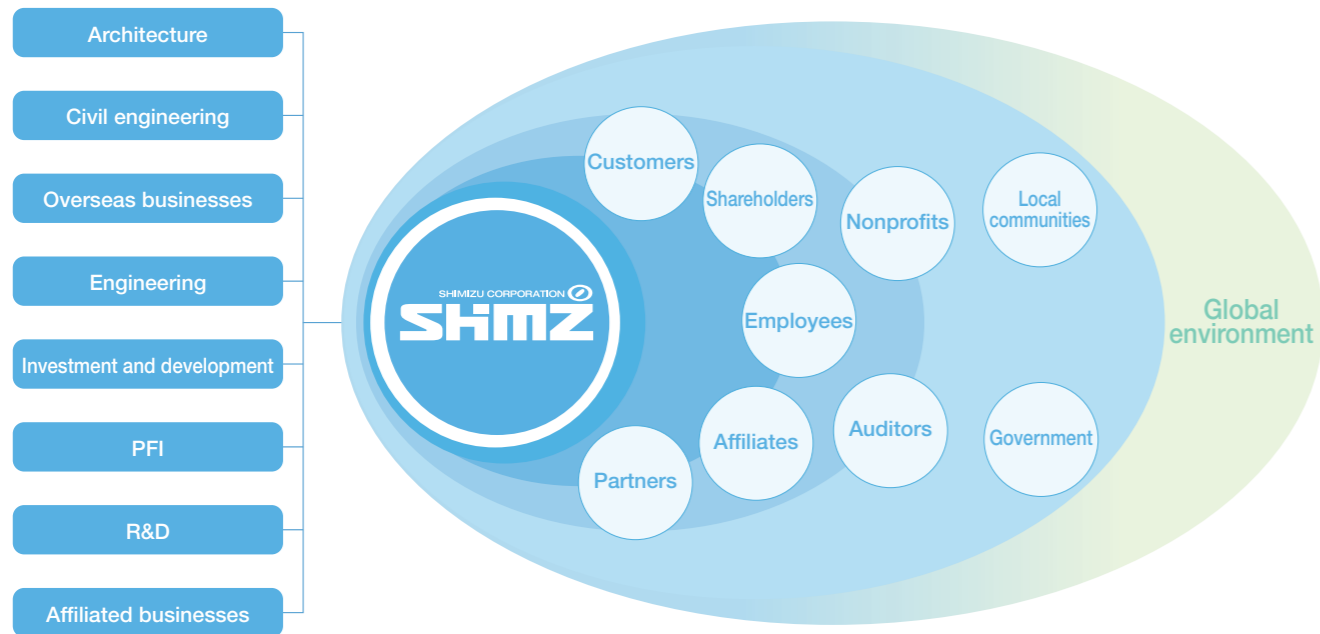 Architecture
Civil engineering
Overseas businesses
Engineering
Investment and development
PFI
R&D
Affiliated businesses
SHIMIZU CORPORATION
SHIMZ
Customers
Shareholders
Nonprofits
Local
communities
Employees
Partners
Affiliates
Auditors
Government
Global
environment